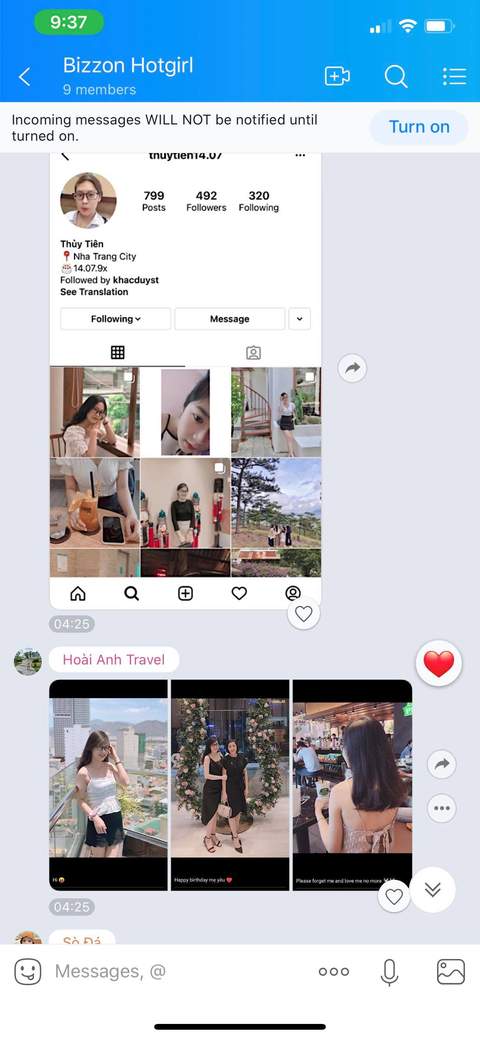 9:37
Bizzon Hotgirl
9 members
Incoming messages WILL NOT be notified until
turned on.
Turn on
thuytien14.07
799
492
320
Posts
Followers
Following
Thủy Tiên
Nha Trang City
14.07.9x
Followed by khacduyst
See Translation
Following
Message
04:25
Hoài Anh Travel
Hi
Happy birthday me yêu
Please forget me and love me no more
04:25
Sò Đá
Messages, @